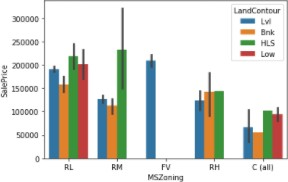 LandContour
Lvl
Bnk
HLS
Low
SalePrice
300000
250000
200000
150000
100000
50000
0
RL RM FV RH C (all)
MSZoning